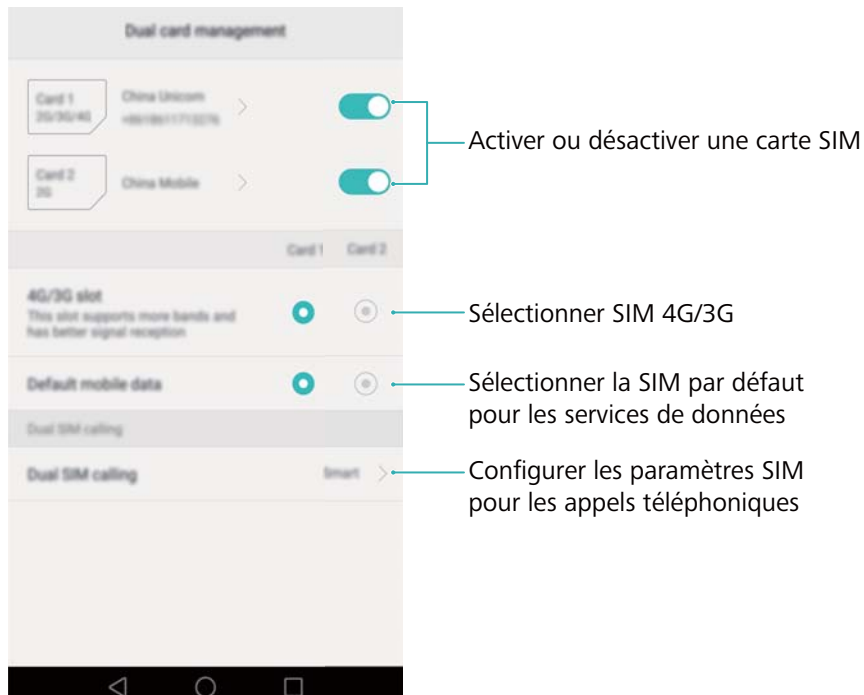 Dual card management
Card 1
2G/3G/4G
China Unicom
Card 2
2G
China Mobile
Activer ou désactiver une carte SIM
Card 1
Card 2
4G/3G slot
This slot supports more bands and
has better signal reception
Sélectionner SIM 4G/3G
Default mobile data
Sélectionner la SIM par défaut
pour les services de données
Dual SIM calling
Dual SIM calling
Smart
Configurer les paramètres SIM
pour les appels téléphoniques